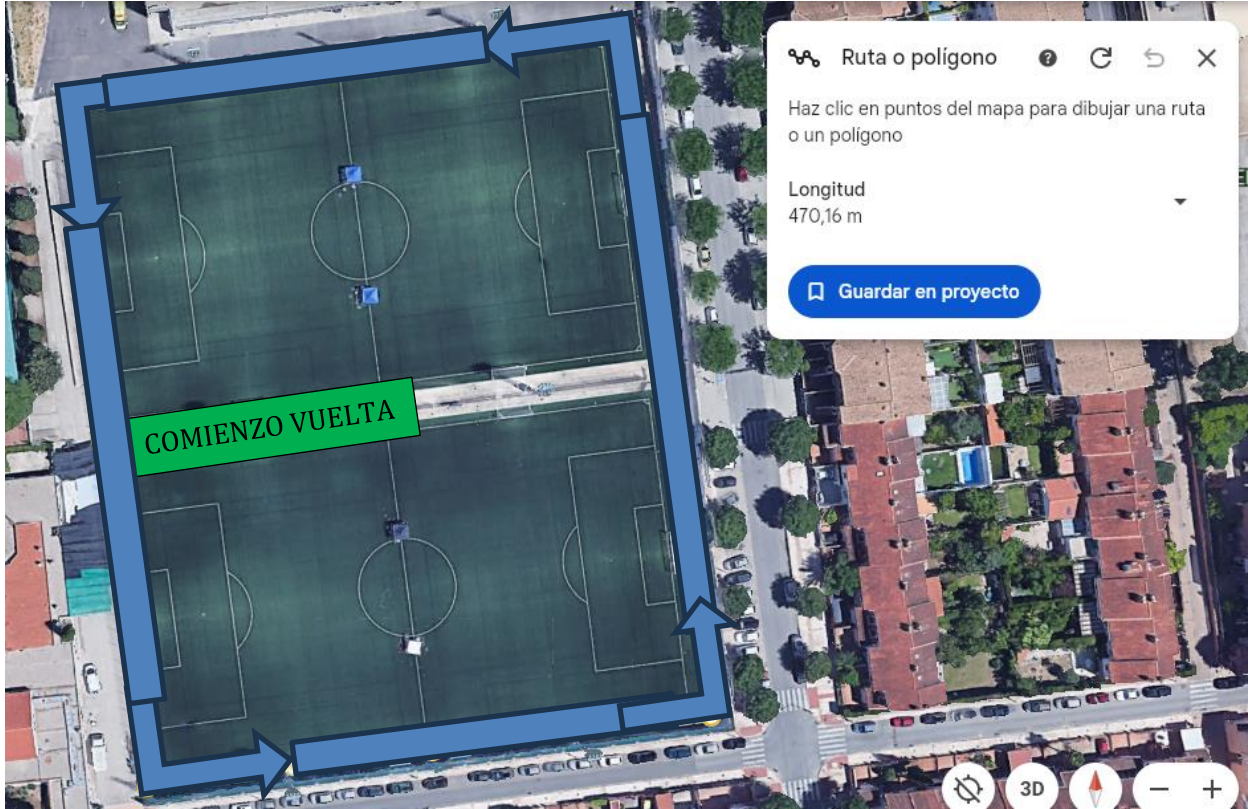 Ruta o polígono
Haz clic en puntos del mapa para dibujar una ruta
o un polígono
Longitud
470,16 m
Guardar en proyecto
COMIENZO VUELTA
3D